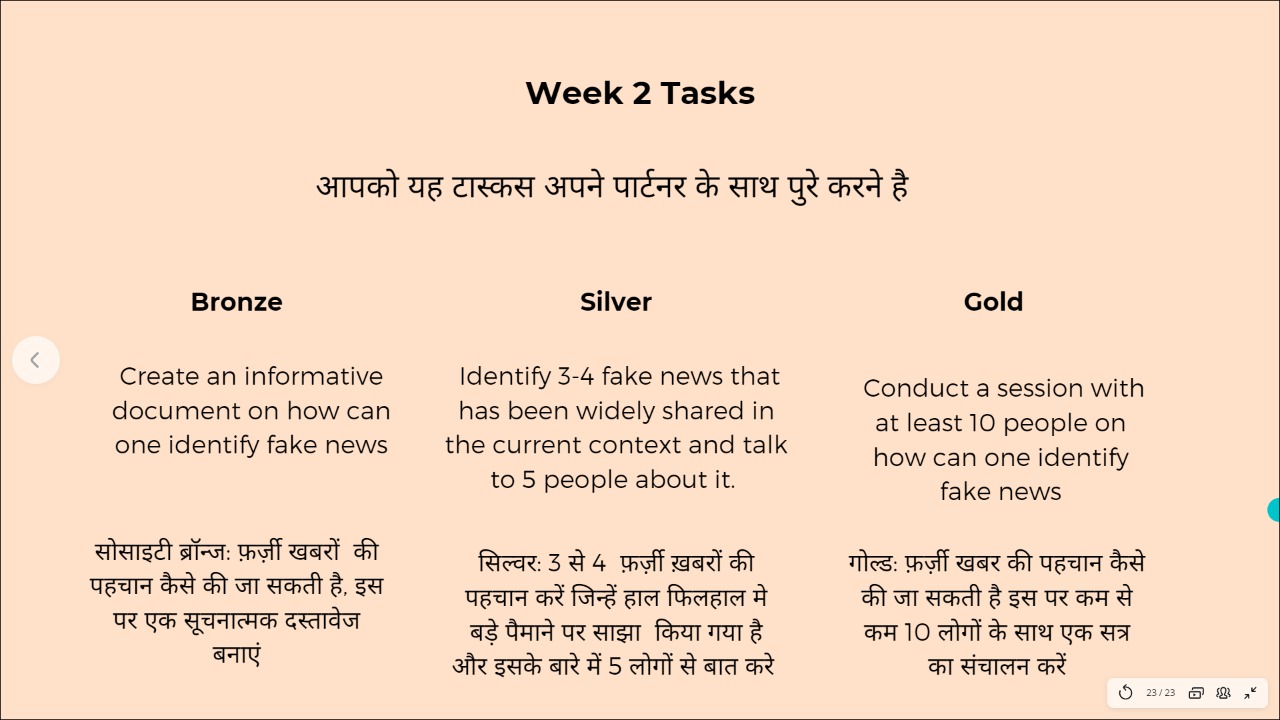 Week 2 Tasks
आपको यह टास्कस अपने पार्टनर के साथ पुरे करने है
Bronze
Create an informative
document on how can
one identify fake news
सोसाइटी ब्रॉन्ज: फ़र्ज़ी खबरों की
पहचान कैसे की जा सकती है, इस
पर एक सूचनात्मक दस्तावेज
बनाएं
Silver
Identify 3-4 fake news that
has been widely shared in
the current context and talk
to 5 people about it.
सिल्वर: 3 से 4 फ़र्ज़ी ख़बरों की
पहचान करें जिन्हें हाल फिलहाल मे
बड़े पैमाने पर साझा किया गया है
और इसके बारे में 5 लोगों से बात करे
Gold
Conduct a session with
at least 10 people on
how can one identify
fake news
गोल्ड: फ़र्ज़ी खबर की पहचान कैसे
की जा सकती है इस पर कम से
कम 10 लोगों के साथ एक सत्र
का संचालन करें
23 / 23